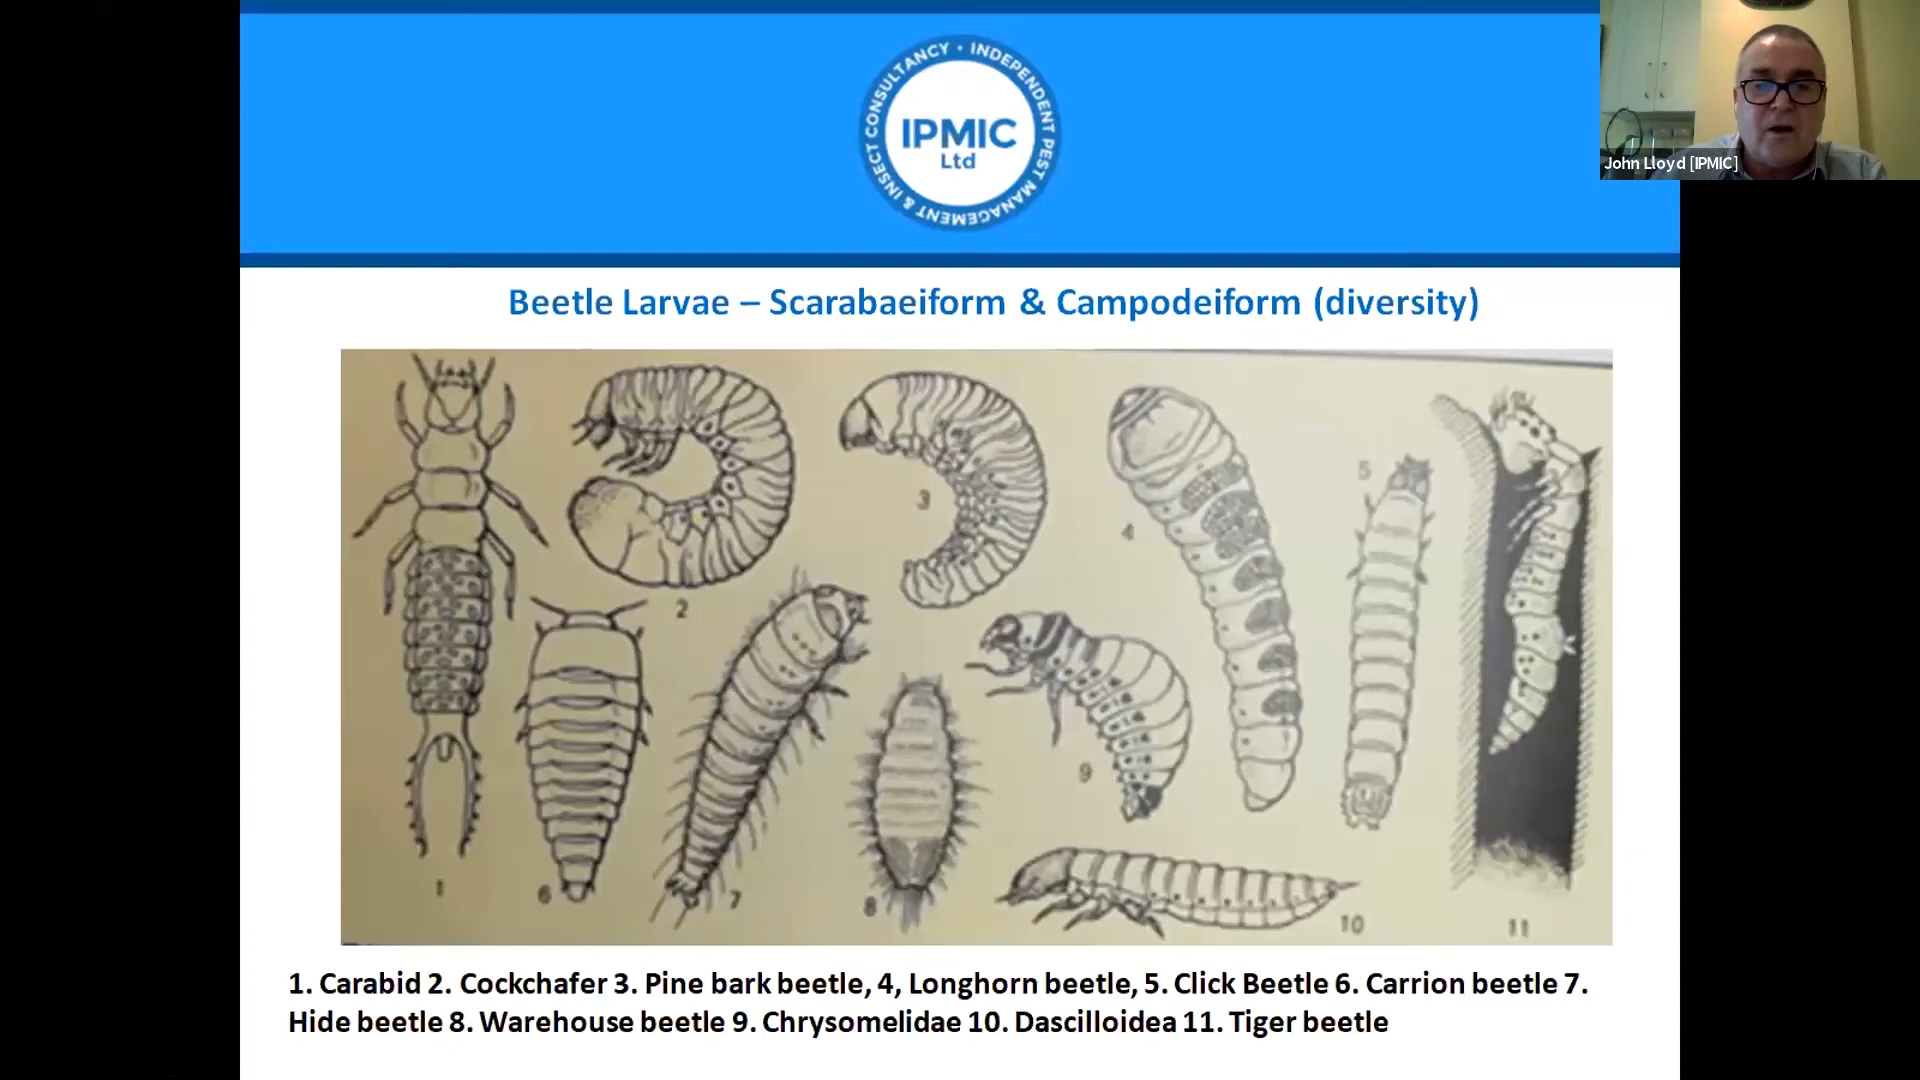 INDEPENDENT PEST MANAGEMENT & INSECT CONSULTANCY •
IPMIC
Ltd
John Lloyd [IPMIC]
Beetle Larvae – Scarabaeiform & Campodeiform (diversity)
1
2
3
4
5
6
7
8
9
10
11
1. Carabid 2. Cockchafer 3. Pine bark beetle, 4, Longhorn beetle, 5. Click Beetle 6. Carrion beetle 7.
Hide beetle 8. Warehouse beetle 9. Chrysomelidae 10. Dascilloidea 11. Tiger beetle